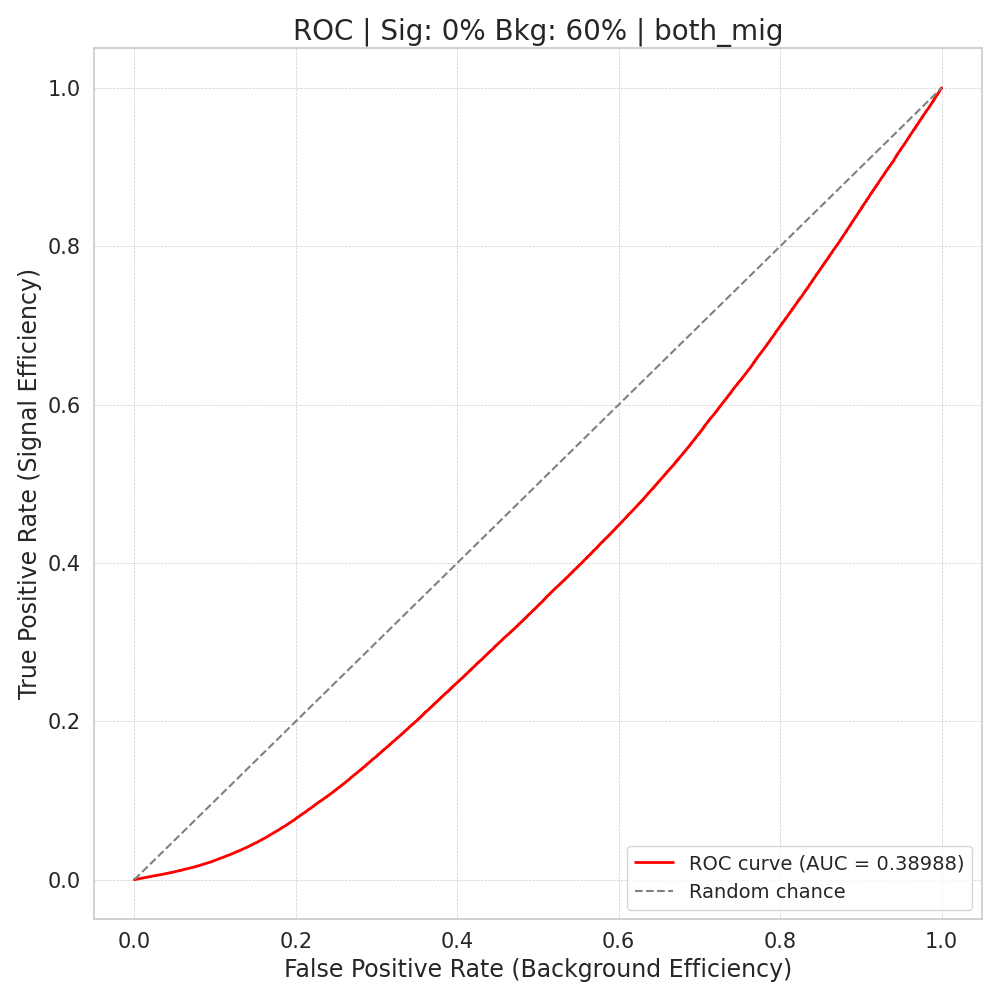 ROC | Sig: 0% Bkg: 60% | both_mig
True Positive Rate (Signal Efficiency)
1.0
0.8
0.6
0.4
0.2
0.0
ROC curve (AUC = 0.38988)
Random chance
0.0 0.2 0.4 0.6 0.8 1.0
False Positive Rate (Background Efficiency)